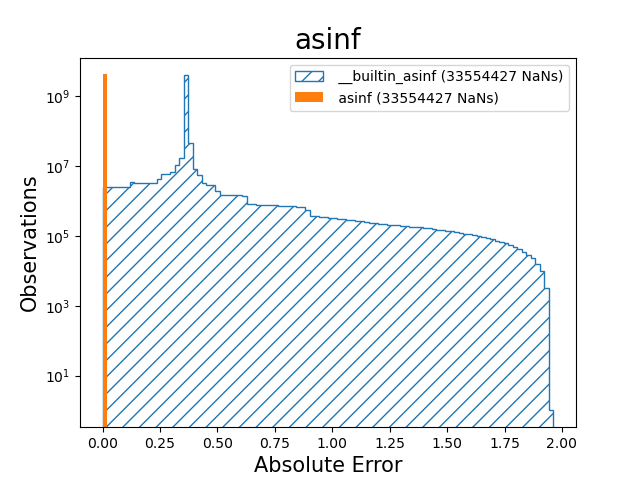 asinf
__builtin_asinf (33554427 NaNs)
asinf (33554427 NaNs)
Observations
10⁹
10⁷
10⁵
10³
10¹
0.00 0.25 0.50 0.75 1.00 1.25 1.50 1.75 2.00
Absolute Error